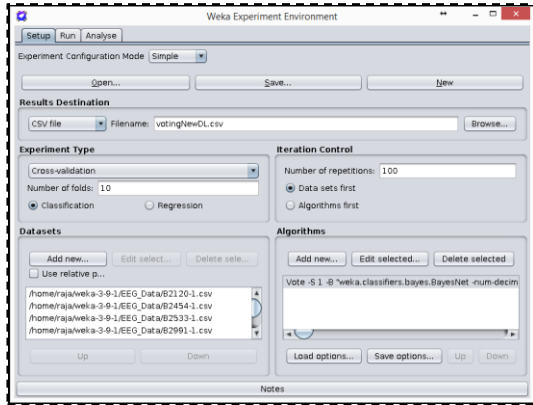 Weka Experiment Environment
Setup Run Analyse
Experiment Configuration Mode Simple
Open... Save... New
Results Destination
CSV file Filename: votingNewDL.csv Browse...
Experiment Type
Cross-validation
Number of folds: 10
Classification Regression
Iteration Control
Number of repetitions: 100
Data sets first
Algorithms first
Datasets
Add new... Edit select... Delete sele...
Use relative p...
/home/raja/weka-3-9-1/EEG_Data/B2120-1.csv
/home/raja/weka-3-9-1/EEG_Data/B2454-1.csv
/home/raja/weka-3-9-1/EEG_Data/B2533-1.csv
/home/raja/weka-3-9-1/EEG_Data/B2991-1.csv
Up Down
Algorithms
Add new... Edit selected... Delete selected
Vote -S 1 -B "weka.classifiers.bayes.BayesNet -num-decim
Load options... Save options... Up Down
Notes